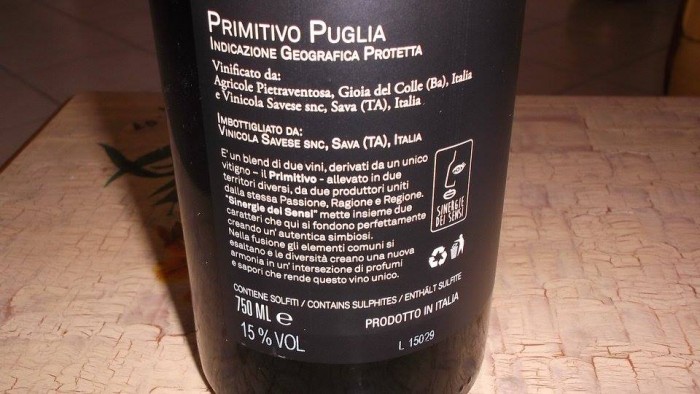 PRIMITIVO PUGLIA
INDICAZIONE GEOGRAFICA PROTETTA
Vinificato da:
Agricole Pietraventosa, Gioia del Colle (Ba), Italia
e Vinicola Savese snc, Sava (TA), Italia
IMBOTTIGLIATO DA:
VINICOLA SAVESE SNC, SAVA (TA), ITALIA
E' un blend di due vini, derivati da un unico
vitigno – il Primitivo - allevato in due
territori diversi, da due produttori uniti
dalla stessa Passione, Ragione e Regione.
"Sinergie dei Sensi" mette insieme due
caratteri che qui si fondono perfettamente
creando un' autentica simbiosi.
Nella fusione gli elementi comuni si
esaltano e le diversità creano una nuova
armonia in un' intersezione di profumi
e sapori che rende questo vino unico.
SINERGIE
DEI SENSI
CONTIENE SOLFITI / CONTAINS SULPHITES / ENTHÄLT SULFITE
750 ML e
PRODOTTO IN ITALIA
15 % VOL
L 15029